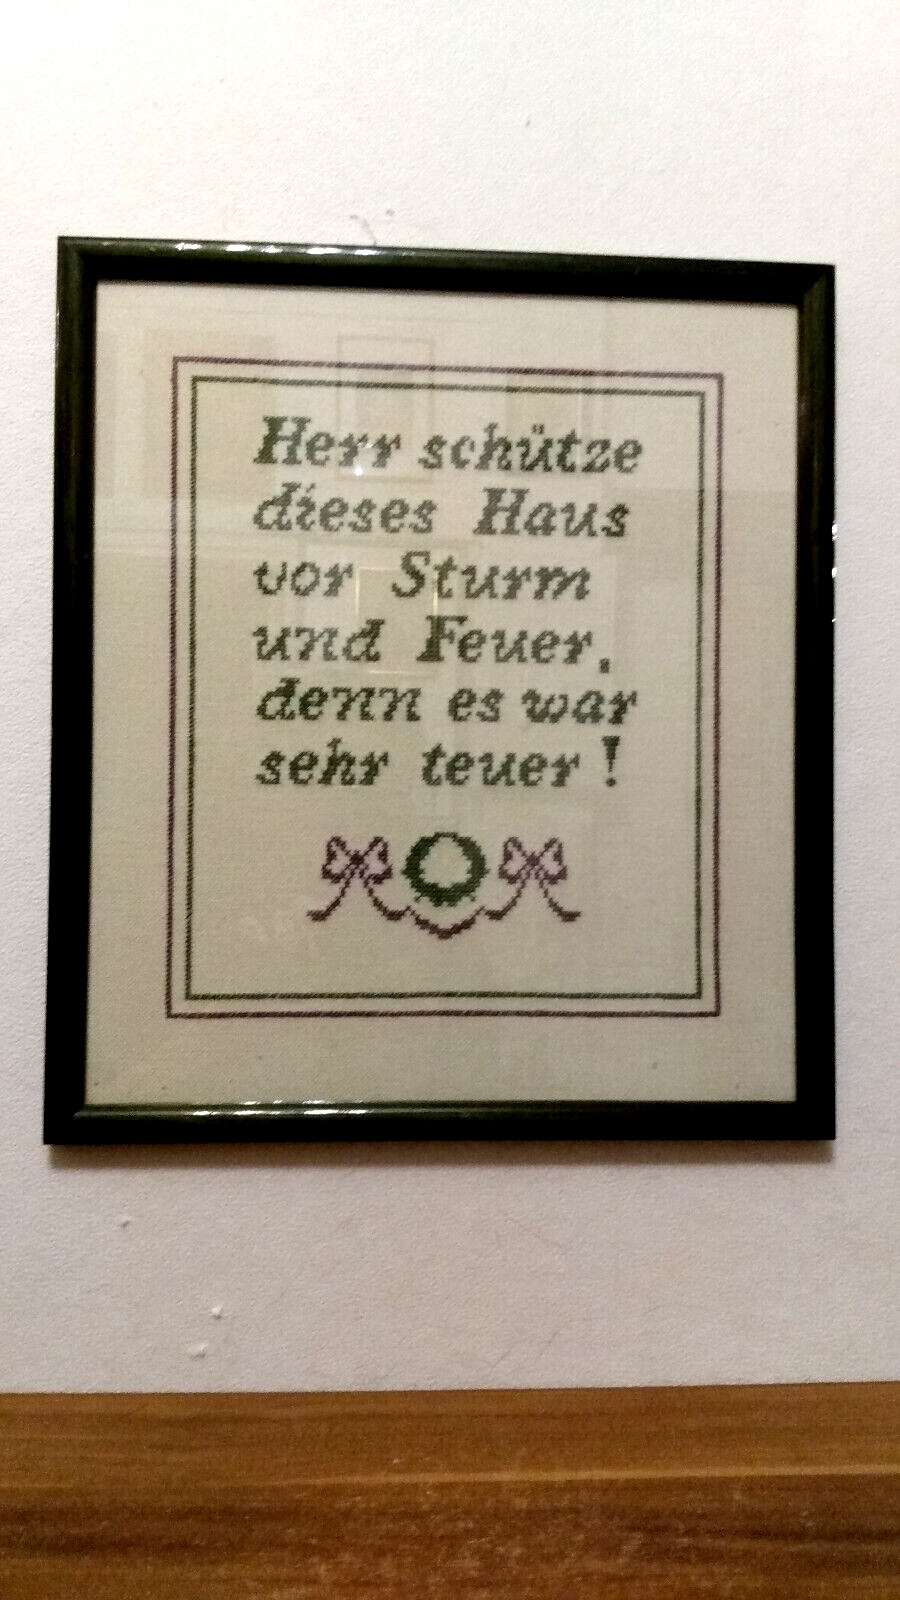 Herr schütze
dieses Haus
vor Sturm
und Feuer,
denn es war
sehr teuer!